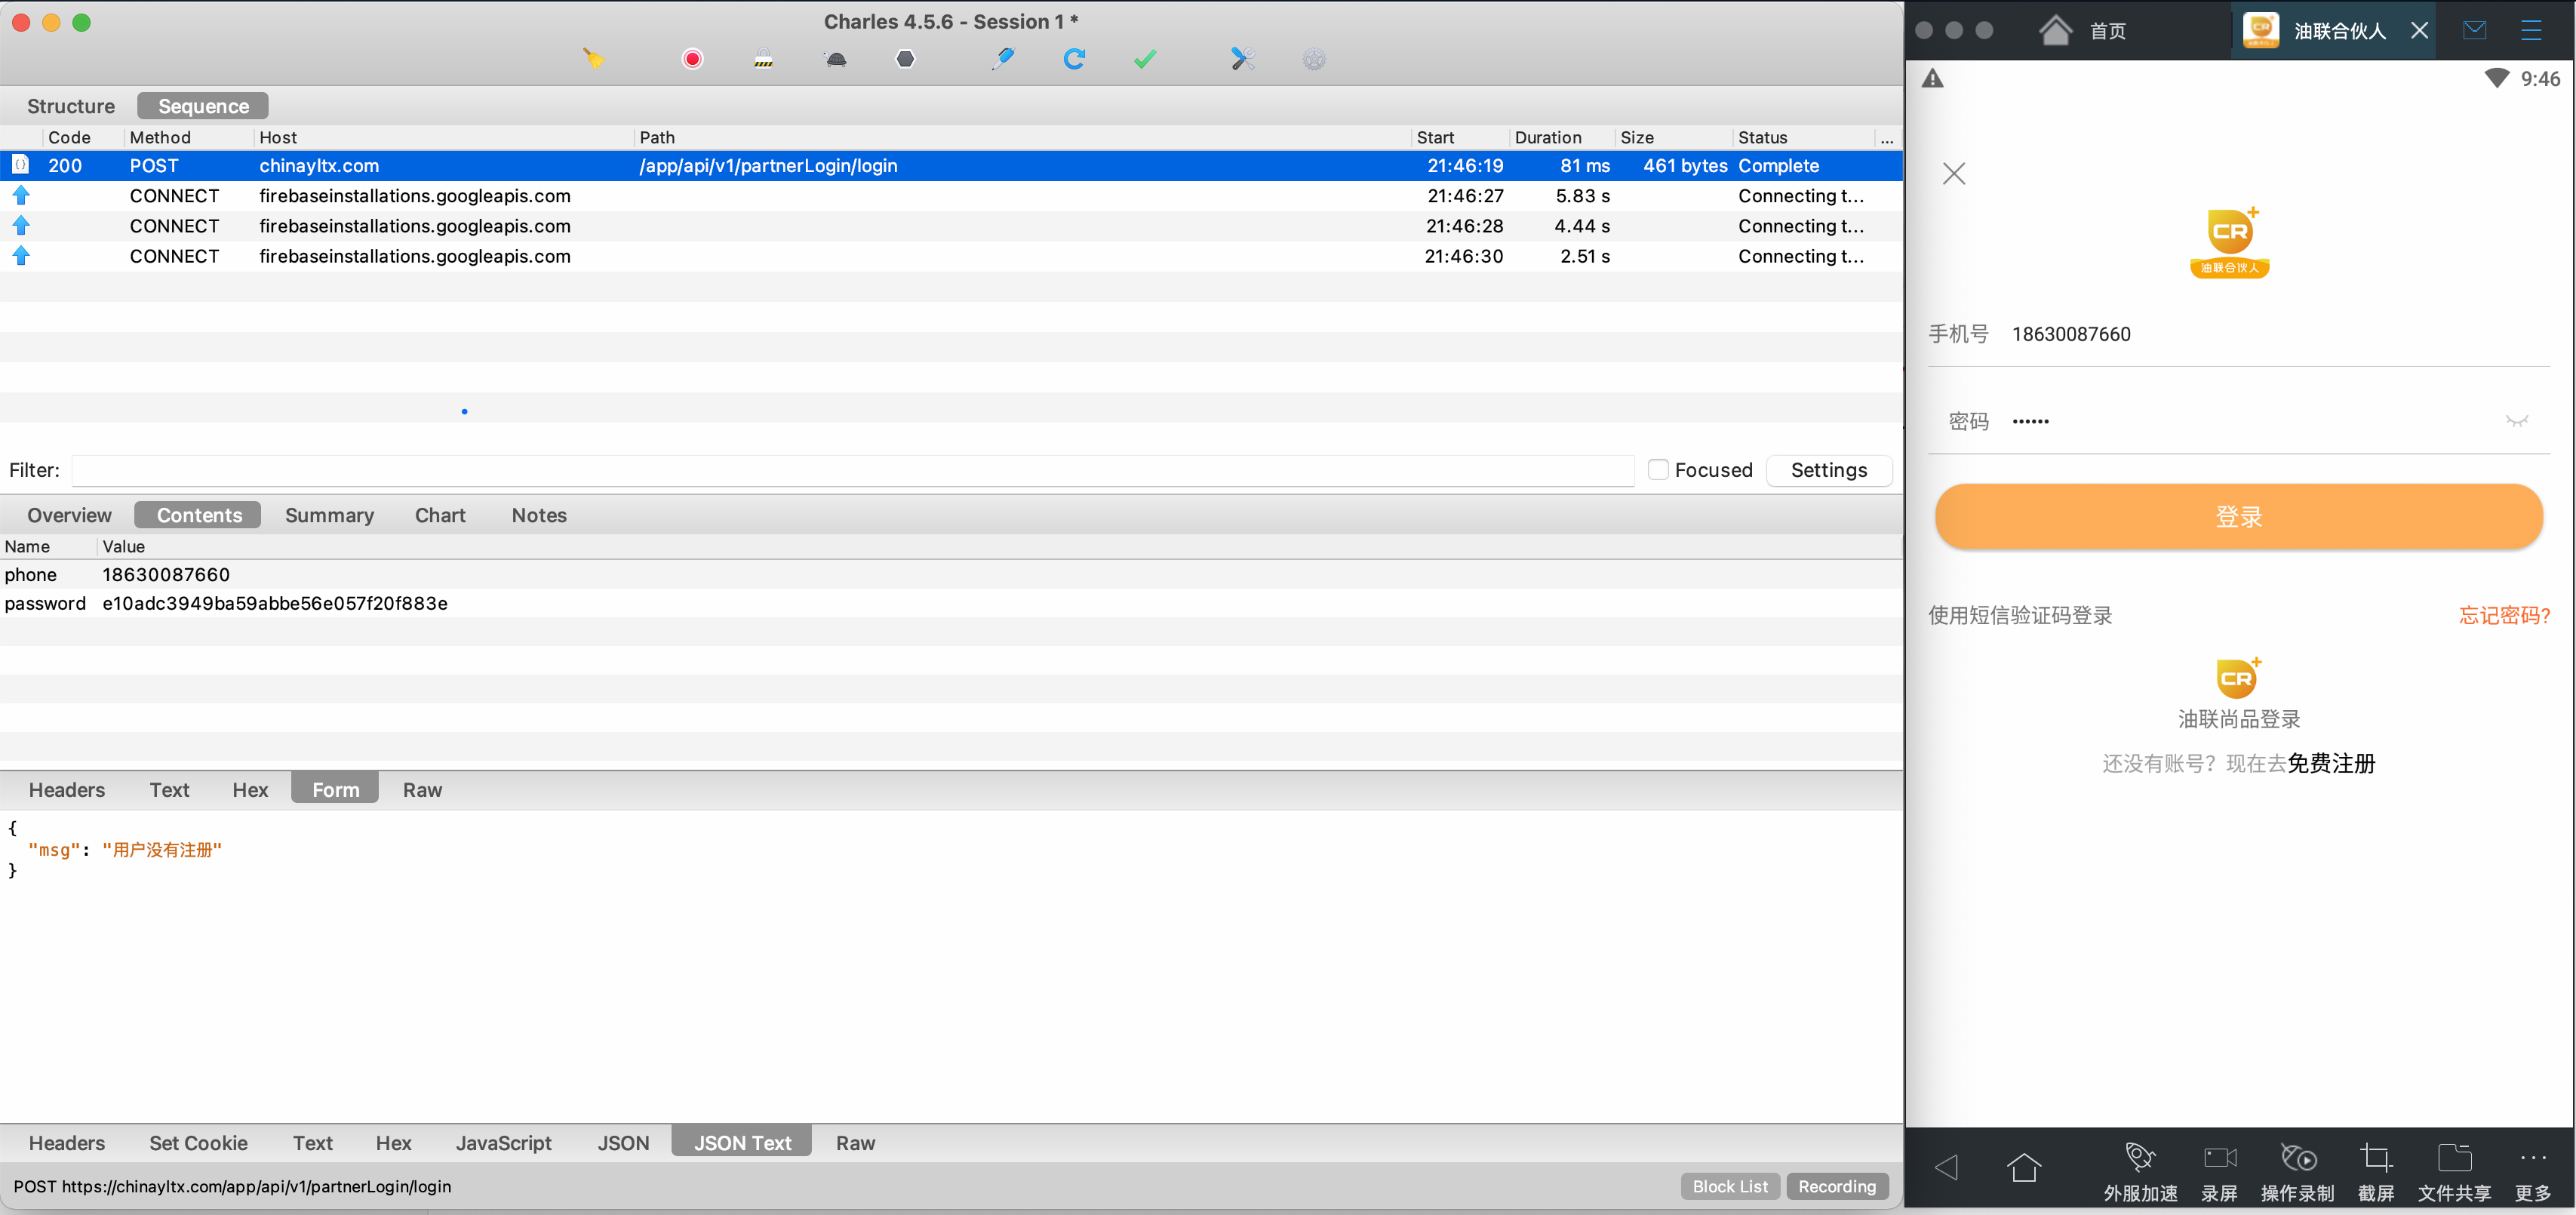 Charles 4.5.6 - Session 1 *
Structure Sequence
Code Method Host Path Start Duration Size Status ...
200 POST chinayltx.com /app/api/v1/partnerLogin/login 21:46:19 81 ms 461 bytes Complete
CONNECT firebaseinstallations.googleapis.com 21:46:27 5.83 s Connecting t...
CONNECT firebaseinstallations.googleapis.com 21:46:28 4.44 s Connecting t...
CONNECT firebaseinstallations.googleapis.com 21:46:30 2.51 s Connecting t...
Filter: Focused Settings
Overview Contents Summary Chart Notes
Name Value
phone 18630087660
password e10adc3949ba59abbe56e057f20f883e
Headers Text Hex Form Raw
{
"msg": "用户没有注册"
}
Headers Set Cookie Text Hex JavaScript JSON JSON Text Raw
POST https://chinayltx.com/app/api/v1/partnerLogin/login Block List Recording
首页 油联合伙人
9:46
CR
油联合伙人
手机号 18630087660
密码 ••••••
登录
使用短信验证码登录 忘记密码?
CR
油联尚品登录
还没有账号？现在去免费注册
外服加速 录屏 操作录制 截屏 文件共享 更多